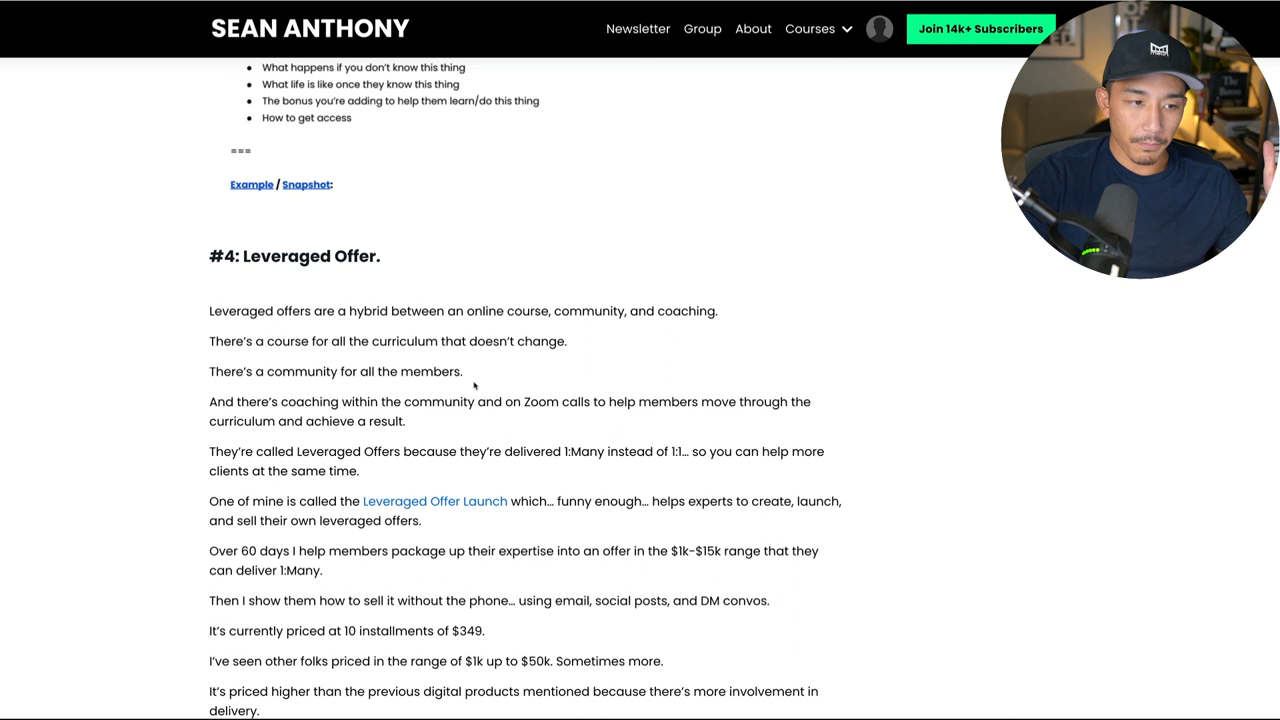 SEAN ANTHONY
Newsletter
Group
About
Courses
Join 14k+ Subscribers
● What happens if you don't know this thing
● What life is like once they know this thing
● The bonus you're adding to help them learn/do this thing
● How to get access
===
Example / Snapshot:
#4: Leveraged Offer.
Leveraged offers are a hybrid between an online course, community, and coaching.
There's a course for all the curriculum that doesn't change.
There's a community for all the members.
And there's coaching within the community and on Zoom calls to help members move through the
curriculum and achieve a result.
They're called Leveraged Offers because they're delivered 1:Many instead of 1:1… so you can help more
clients at the same time.
One of mine is called the Leveraged Offer Launch which… funny enough… helps experts to create, launch,
and sell their own leveraged offers.
Over 60 days I help members package up their expertise into an offer in the $1k-$15k range that they
can deliver 1:Many.
Then I show them how to sell it without the phone… using email, social posts, and DM convos.
It's currently priced at 10 installments of $349.
I've seen other folks priced in the range of $1k up to $50k. Sometimes more.
It's priced higher than the previous digital products mentioned because there's more involvement in
delivery.